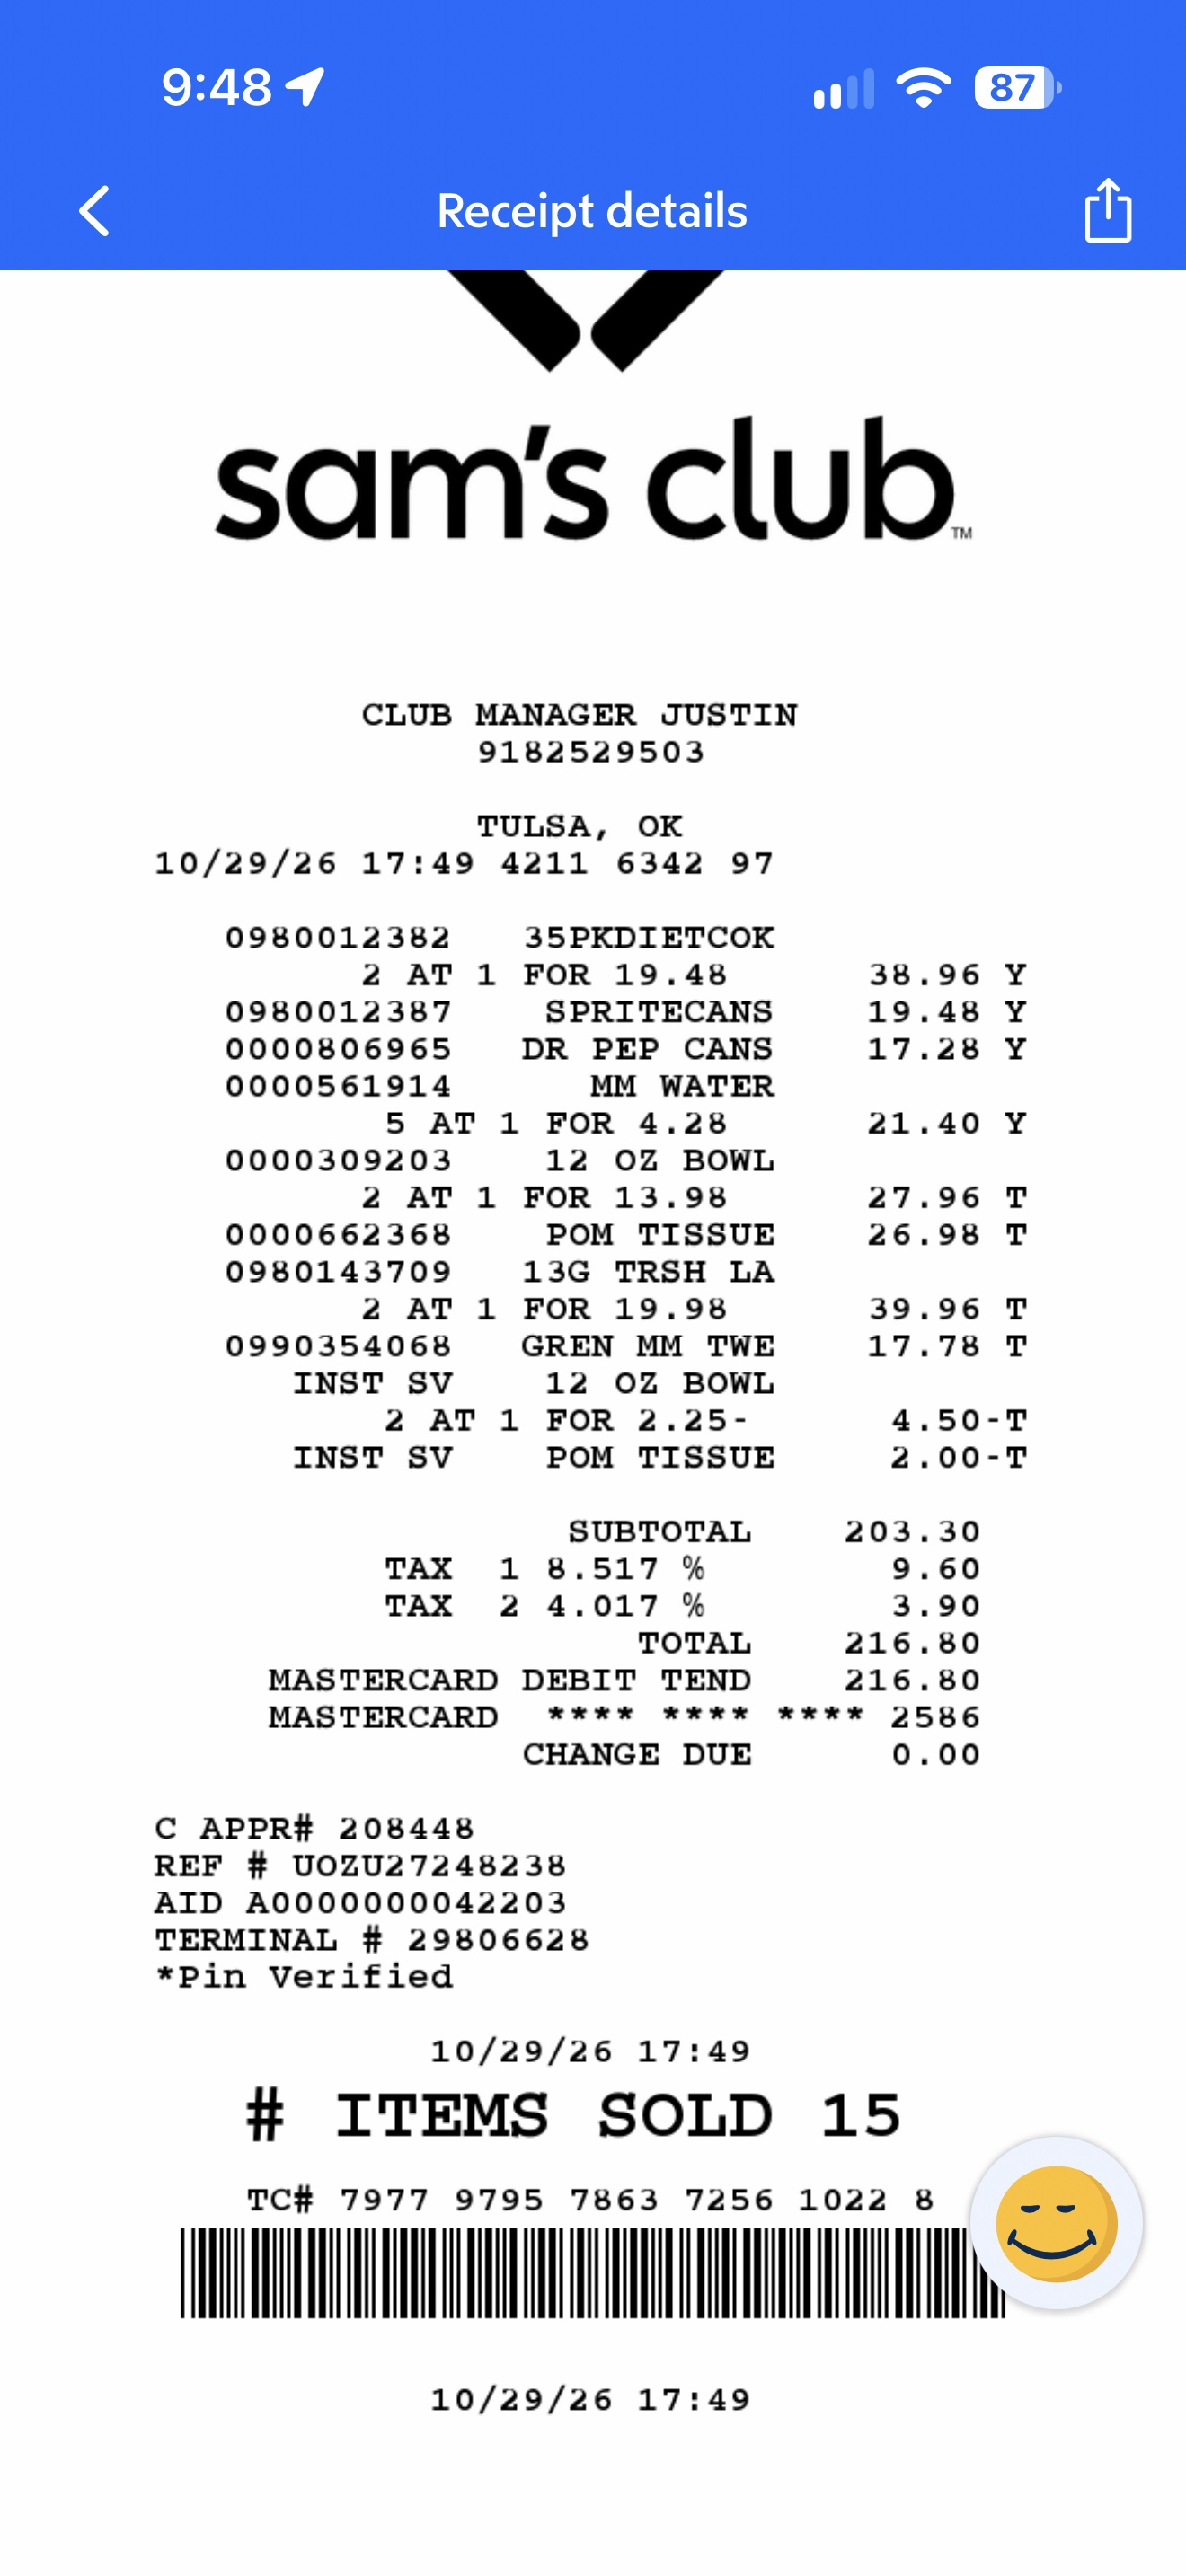 9:48
87
Receipt details
sam's club™
CLUB MANAGER JUSTIN
9182529503
TULSA, OK
10/29/26 17:49 4211 6342 97
0980012382 35PKDIETCOK
2 AT 1 FOR 19.48 38.96 Y
0980012387 SPRITECANS 19.48 Y
0000806965 DR PEP CANS 17.28 Y
0000561914 MM WATER
5 AT 1 FOR 4.28 21.40 Y
0000309203 12 OZ BOWL
2 AT 1 FOR 13.98 27.96 T
0000662368 POM TISSUE 26.98 T
0980143709 13G TRSH LA
2 AT 1 FOR 19.98 39.96 T
0990354068 GREN MM TWE 17.78 T
INST SV 12 OZ BOWL
2 AT 1 FOR 2.25- 4.50-T
INST SV POM TISSUE 2.00-T
SUBTOTAL 203.30
TAX 1 8.517 % 9.60
TAX 2 4.017 % 3.90
TOTAL 216.80
MASTERCARD DEBIT TEND 216.80
MASTERCARD **** **** **** 2586
CHANGE DUE 0.00
C APPR# 208448
REF # UOZU27248238
AID A0000000042203
TERMINAL # 29806628
*Pin Verified
10/29/26 17:49
# ITEMS SOLD 15
TC# 7977 9795 7863 7256 1022 8
10/29/26 17:49